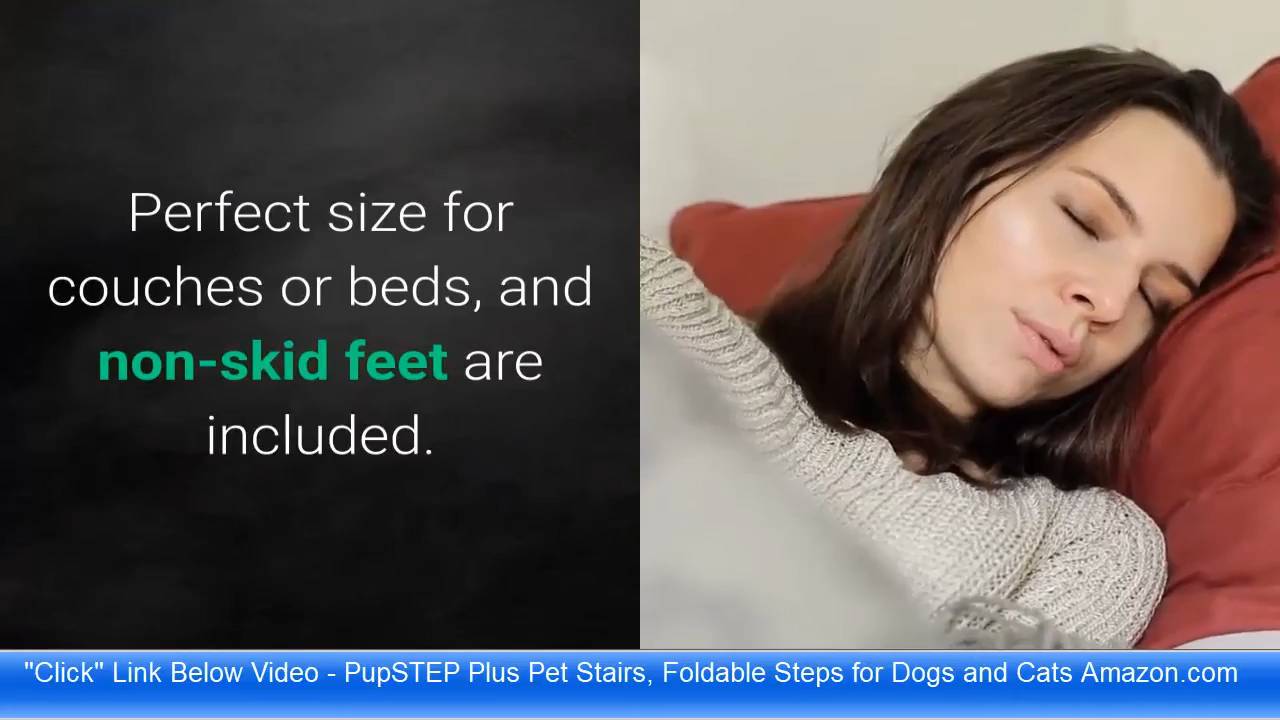 Perfect size for
couches or beds, and
non-skid feet are
included.
"Click" Link Below Video - PupSTEP Plus Pet Stairs, Foldable Steps for Dogs and Cats Amazon.com